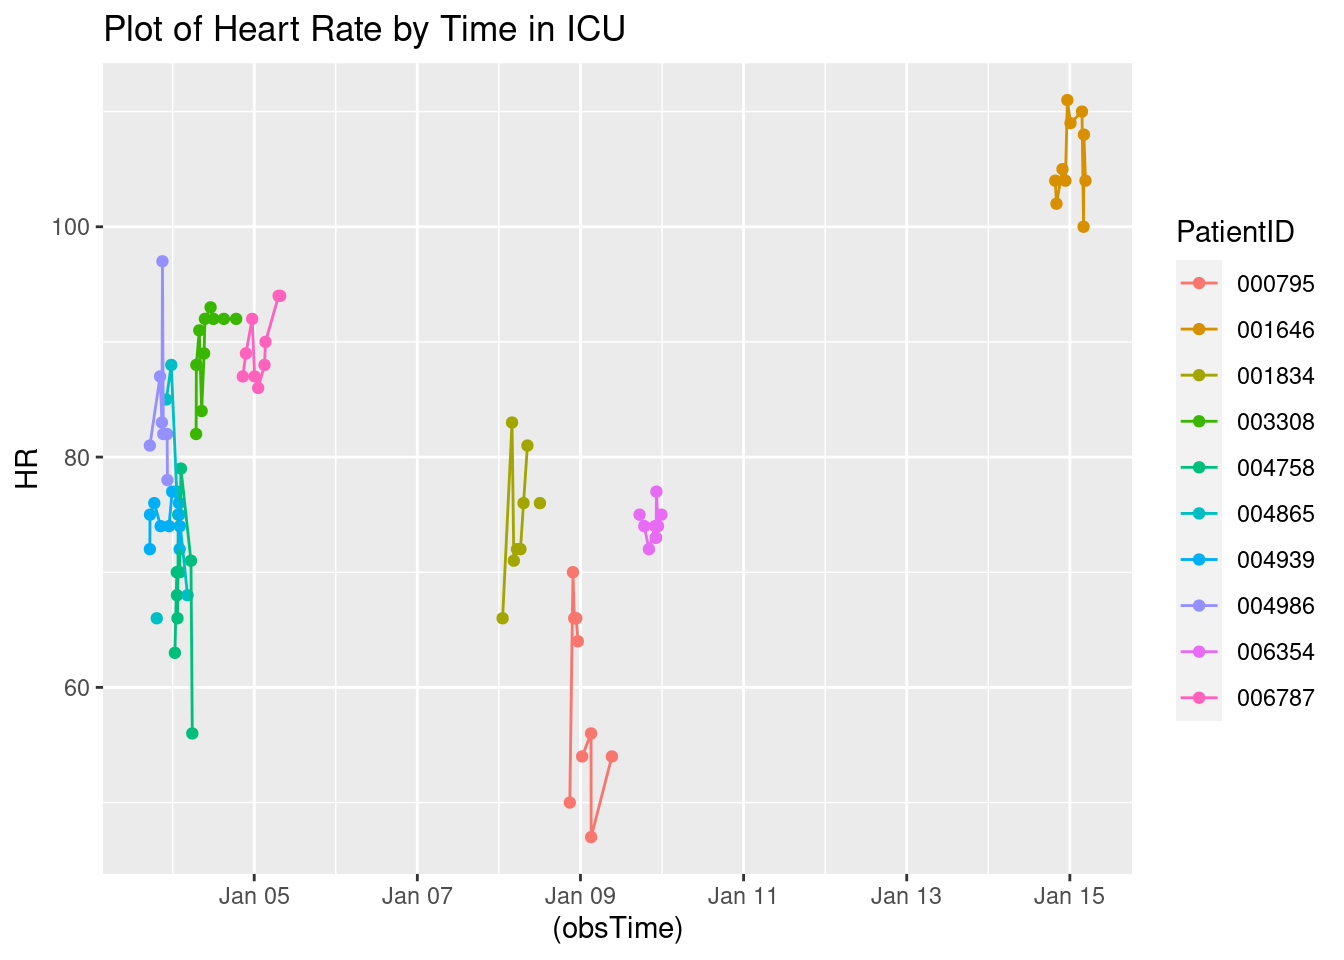 Plot of Heart Rate by Time in ICU
100
80
60
HR
Jan 05 Jan 07 Jan 09 Jan 11 Jan 13 Jan 15
(obsTime)
PatientID
000795
001646
001834
003308
004758
004865
004939
004986
006354
006787